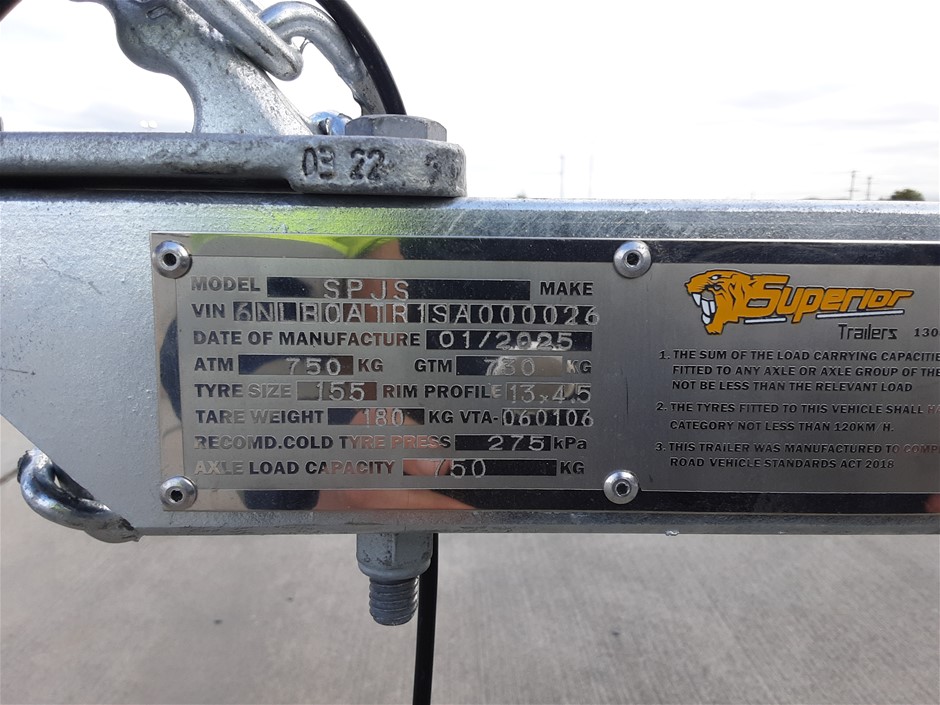 03 22
MODEL SPJS MAKE
VIN 6NLB0A1R1SA000026
DATE OF MANUFACTURE 01/2025
ATM 750 KG GTM 750 KG
TYRE SIZE 155 RIM PROFILE 13x4.5
TARE WEIGHT 180 KG VTA-060106
RECOMD.COLD TYRE PRESS 275 kPa
AXLE LOAD CAPACITY 750 KG
Superior
Trailers 130
1. THE SUM OF THE LOAD CARRYING CAPACITIE
FITTED TO ANY AXLE OR AXLE GROUP OF THE
NOT BE LESS THAN THE RELEVANT LOAD
2. THE TYRES FITTED TO THIS VEHICLE SHALL HA
CATEGORY NOT LESS THAN 120KM/H.
3. THIS TRAILER WAS MANUFACTURED TO COMP
ROAD VEHICLE STANDARDS ACT 2018